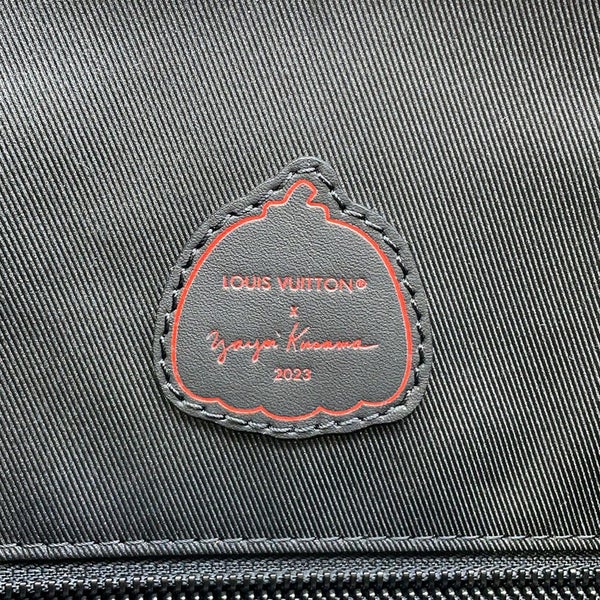 LOUIS VUITTON®
x
Yayoi Kusama
2023